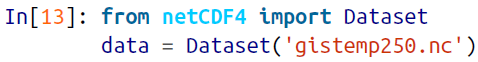 In[13]: from netCDF4 import Dataset
data = Dataset('gistemp250.nc')